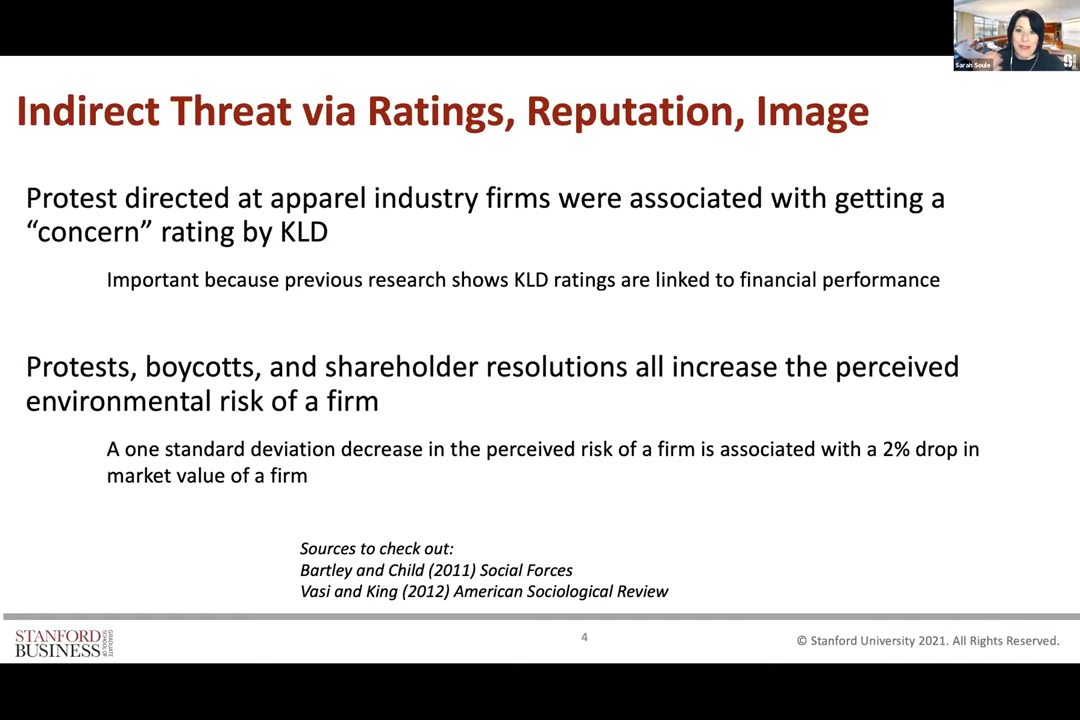 Sarah Soule
Indirect Threat via Ratings, Reputation, Image
Protest directed at apparel industry firms were associated with getting a
“concern” rating by KLD
Important because previous research shows KLD ratings are linked to financial performance
Protests, boycotts, and shareholder resolutions all increase the perceived
environmental risk of a firm
A one standard deviation decrease in the perceived risk of a firm is associated with a 2% drop in
market value of a firm
Sources to check out:
Bartley and Child (2011) Social Forces
Vasi and King (2012) American Sociological Review
STANFORD
BUSINESS
GRADUATE
SCHOOL OF
4
© Stanford University 2021. All Rights Reserved.